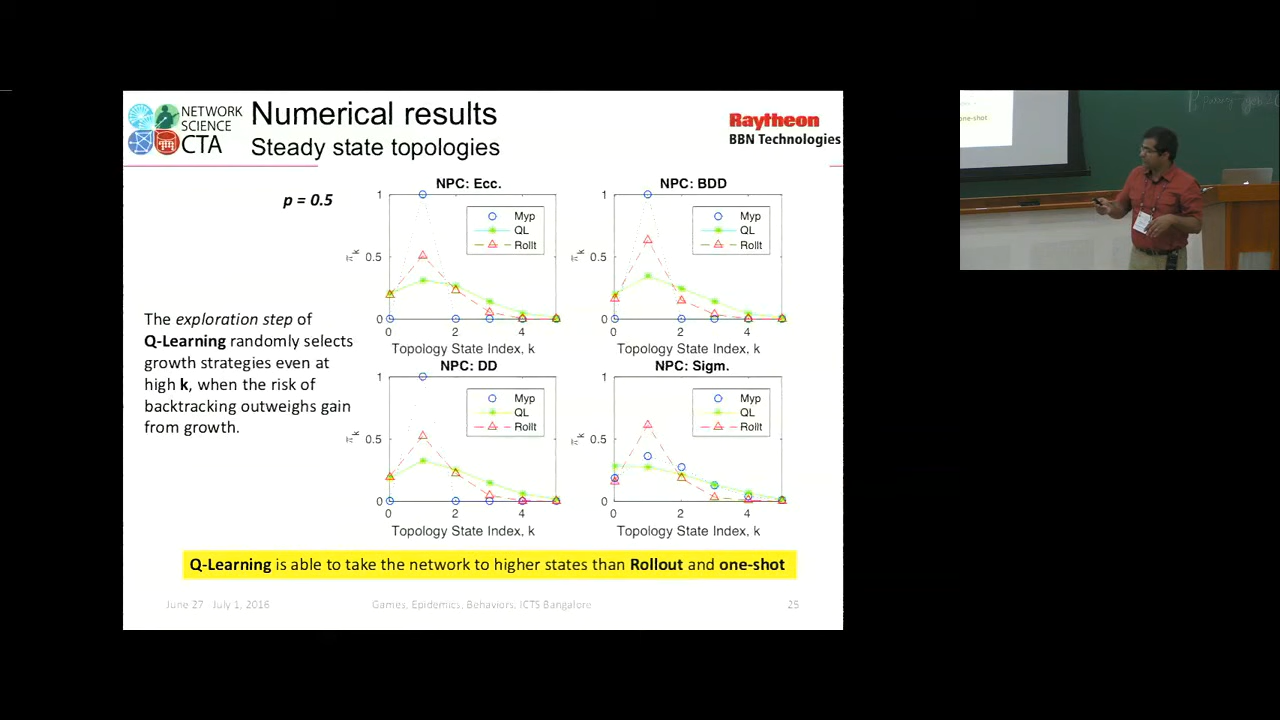 NETWORK
SCIENCE
CTA
Numerical results
Steady state topologies
Raytheon
BBN Technologies
p = 0.5
The exploration step of
Q-Learning randomly selects
growth strategies even at
high k, when the risk of
backtracking outweighs gain
from growth.
NPC: Ecc.
1
0.5
0
π̄k
Myp
QL
Rollt
0 2 4
Topology State Index, k
NPC: BDD
1
0.5
0
π̄k
Myp
QL
Rollt
0 2 4
Topology State Index, k
NPC: DD
1
0.5
0
π̄k
Myp
QL
Rollt
0 2 4
Topology State Index, k
NPC: Sigm.
1
0.5
0
π̄k
Myp
QL
Rollt
0 2 4
Topology State Index, k
Q-Learning is able to take the network to higher states than Rollout and one-shot
June 27 July 1, 2016
Games, Epidemics, Behaviors, ICTS Bangalore
25
one-shot